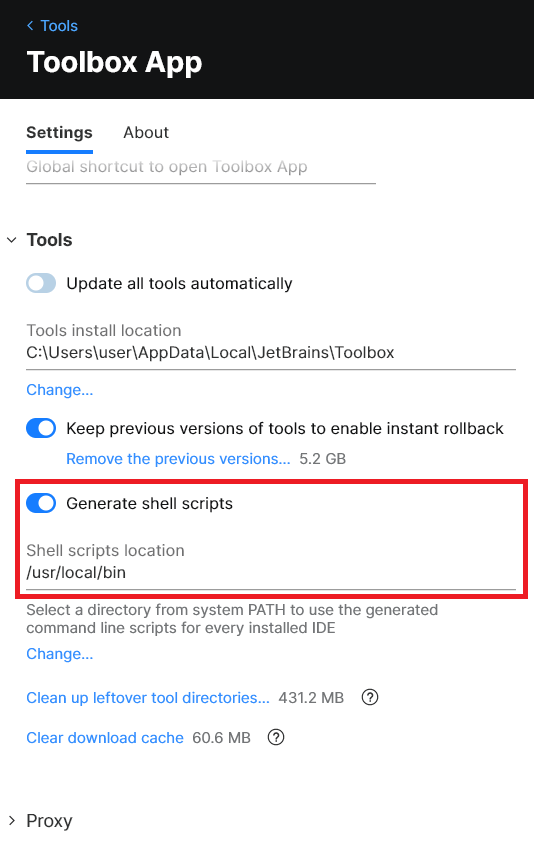 Tools
Toolbox App
Settings About
Global shortcut to open Toolbox App
Tools
Update all tools automatically
Tools install location
C:\Users\user\AppData\Local\JetBrains\Toolbox
Change...
Keep previous versions of tools to enable instant rollback
Remove the previous versions... 5.2 GB
Generate shell scripts
Shell scripts location
/usr/local/bin
Select a directory from system PATH to use the generated
command line scripts for every installed IDE
Change...
Clean up leftover tool directories... 431.2 MB ?
Clear download cache 60.6 MB ?
Proxy